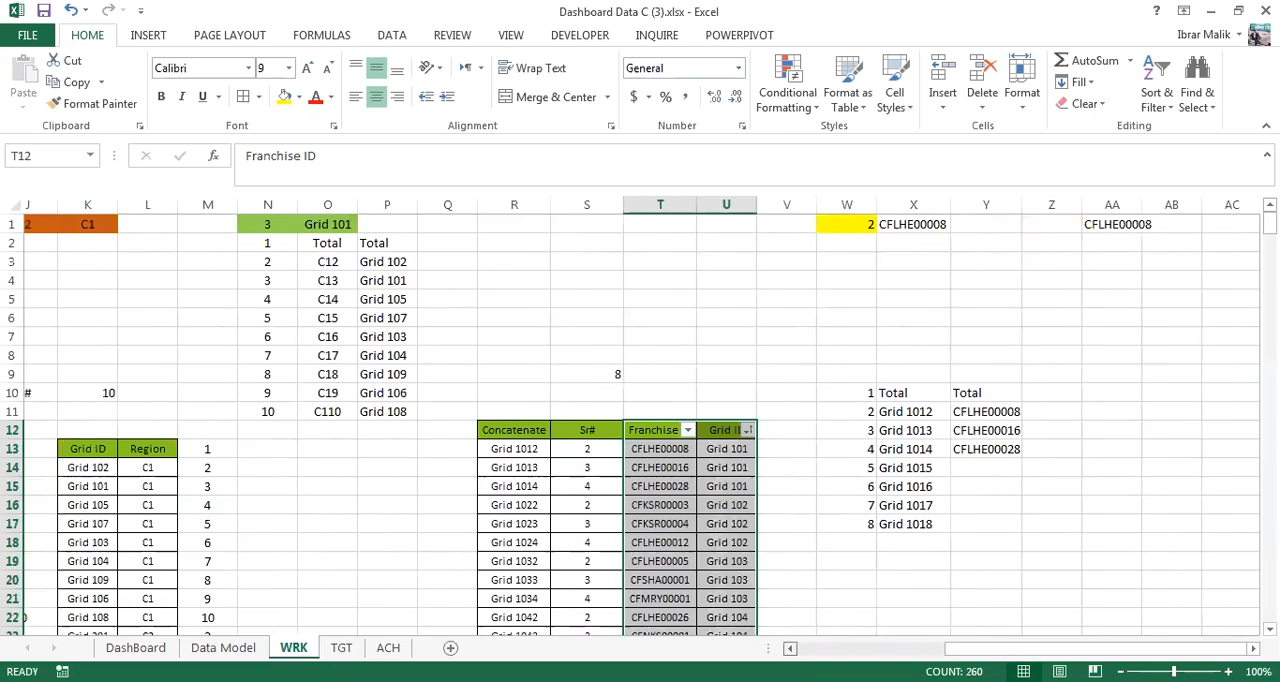 Dashboard Data C (3).xlsx - Excel
FILE HOME INSERT PAGE LAYOUT FORMULAS DATA REVIEW VIEW DEVELOPER INQUIRE POWERPIVOT Ibrar Malik
Paste Cut Copy Format Painter Clipboard
Calibri 9 B I U Font
Wrap Text Merge & Center Alignment
General $ % , Number
Conditional Formatting Format as Table Cell Styles Styles
Insert Delete Format Cells
AutoSum Fill Clear Sort & Filter Find & Select Editing
T12 fx Franchise ID
J K L M N O P Q R S T U V W X Y Z AA AB AC
1 2 C1 3 Grid 101 2 CFLHE00008 CFLHE00008
2 1 Total Total
3 2 C12 Grid 102
4 3 C13 Grid 101
5 4 C14 Grid 105
6 5 C15 Grid 107
7 6 C16 Grid 103
8 7 C17 Grid 104
9 8 C18 Grid 109 8
10 # 10 9 C19 Grid 106 1 Total Total
11 10 C110 Grid 108 2 Grid 1012 CFLHE00008
12 Concatenate Sr# Franchise Grid I 3 Grid 1013 CFLHE00016
13 Grid ID Region 1 Grid 1012 2 CFLHE00008 Grid 101 4 Grid 1014 CFLHE00028
14 Grid 102 C1 2 Grid 1013 3 CFLHE00016 Grid 101 5 Grid 1015
15 Grid 101 C1 3 Grid 1014 4 CFLHE00028 Grid 101 6 Grid 1016
16 Grid 105 C1 4 Grid 1022 2 CFKSR00003 Grid 102 7 Grid 1017
17 Grid 107 C1 5 Grid 1023 3 CFKSR00004 Grid 102 8 Grid 1018
18 Grid 103 C1 6 Grid 1024 4 CFLHE00012 Grid 102
19 Grid 104 C1 7 Grid 1032 2 CFLHE00005 Grid 103
20 Grid 109 C1 8 Grid 1033 3 CFSHA00001 Grid 103
21 Grid 106 C1 9 Grid 1034 4 CFMRY00001 Grid 103
22 Grid 108 C1 10 Grid 1042 2 CFLHE00026 Grid 104
DashBoard Data Model WRK TGT ACH
READY COUNT: 260 100%